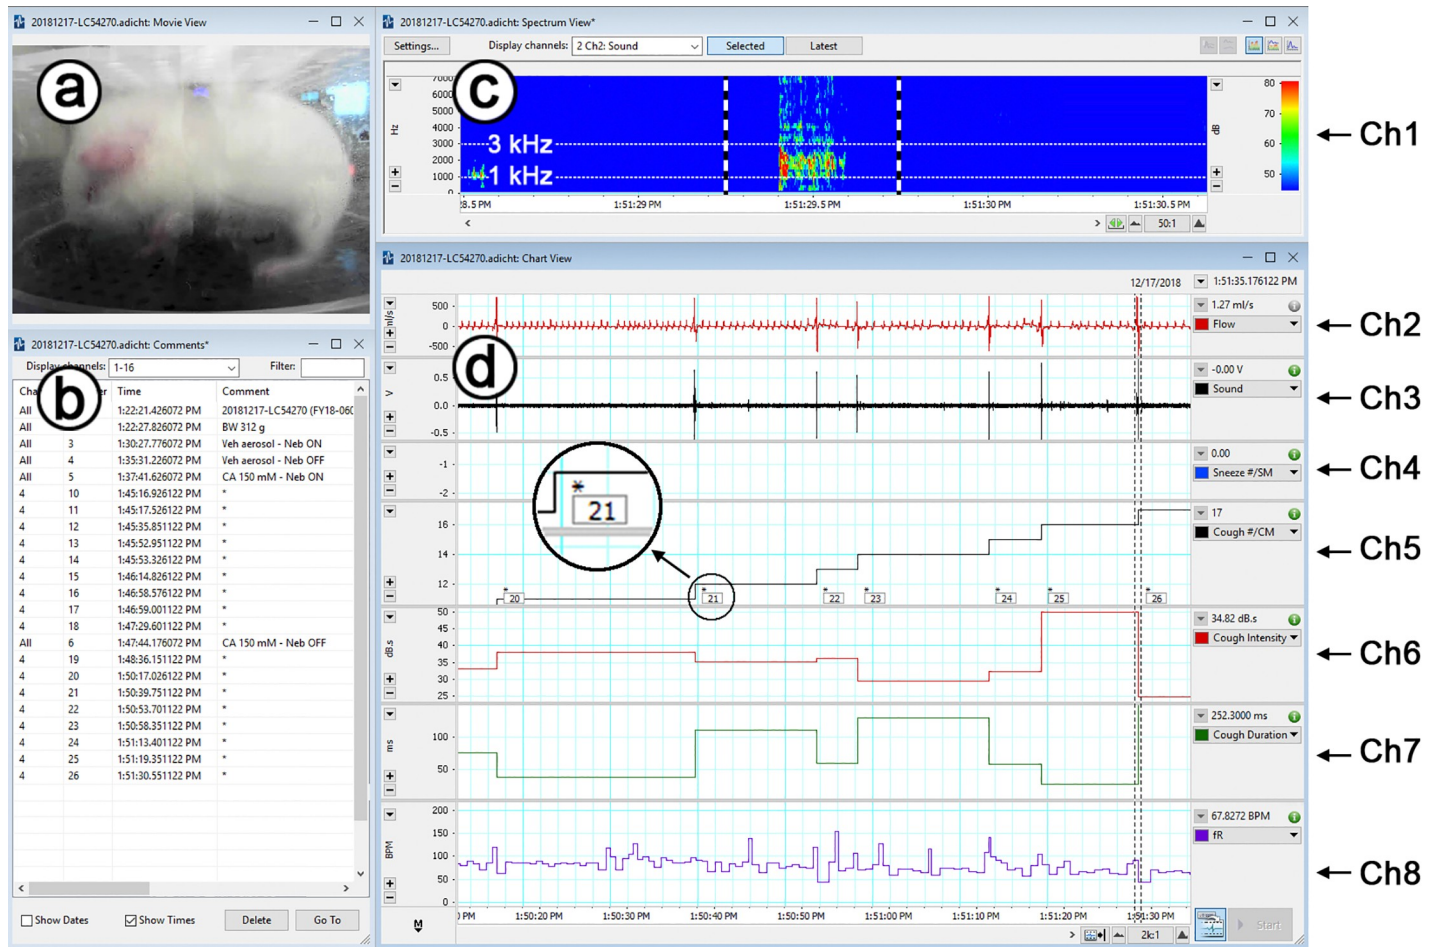 20181217-LC54270.adicht: Movie View
a
20181217-LC54270.adicht: Comments*
Display channels: 1-16 Filter:
b
Time Comment
All 1:22:21.426072 PM 20181217-LC54270 (FY18-060
All 1:22:27.826072 PM BW 312 g
All 3 1:30:27.776072 PM Veh aerosol - Neb ON
All 4 1:35:31.226072 PM Veh aerosol - Neb OFF
All 5 1:37:41.626072 PM CA 150 mM - Neb ON
4 10 1:45:16.926122 PM *
4 11 1:45:17.526122 PM *
4 12 1:45:35.851122 PM *
4 13 1:45:52.951122 PM *
4 14 1:45:53.326122 PM *
4 15 1:46:14.826122 PM *
4 16 1:46:58.576122 PM *
4 17 1:46:59.001122 PM *
4 18 1:47:29.601122 PM *
All 6 1:47:44.176072 PM CA 150 mM - Neb OFF
4 19 1:48:36.151122 PM *
4 20 1:50:17.026122 PM *
4 21 1:50:39.751122 PM *
4 22 1:50:53.701122 PM *
4 23 1:50:58.351122 PM *
4 24 1:51:13.401122 PM *
4 25 1:51:19.351122 PM *
4 26 1:51:30.551122 PM *
Show Dates Show Times Delete Go To
20181217-LC54270.adicht: Spectrum View*
Settings... Display channels: 2 Ch2: Sound Selected Latest
c
Hz
7000
6000
5000
4000
3000
2000
1000
0
3 kHz
1 kHz
dB
80
70
60
50
8.5 PM 1:51:29 PM 1:51:29.5 PM 1:51:30 PM 1:51:30.5 PM
50:1
Ch1
20181217-LC54270.adicht: Chart View
12/17/2018 1:51:35.176122 PM
d
ml/s
500
0
-500
1.27 ml/s
Flow
Ch2
V
0.5
0.0
-0.5
-0.00 V
Sound
Ch3
-1
-2
0.00
Sneeze #/SM
Ch4
16
14
12
*
21
* * * * * * *
20 21 22 23 24 25 26
17
Cough #/CM
Ch5
dB.s
50
45
40
35
30
25
34.82 dB.s
Cough Intensity
Ch6
ms
100
50
252.3000 ms
Cough Duration
Ch7
BPM
200
150
100
50
0
67.8272 BPM
fR
Ch8
M
PM 1:50:20 PM 1:50:30 PM 1:50:40 PM 1:50:50 PM 1:51:00 PM 1:51:10 PM 1:51:20 PM 1:51:30 PM
2k:1
Start